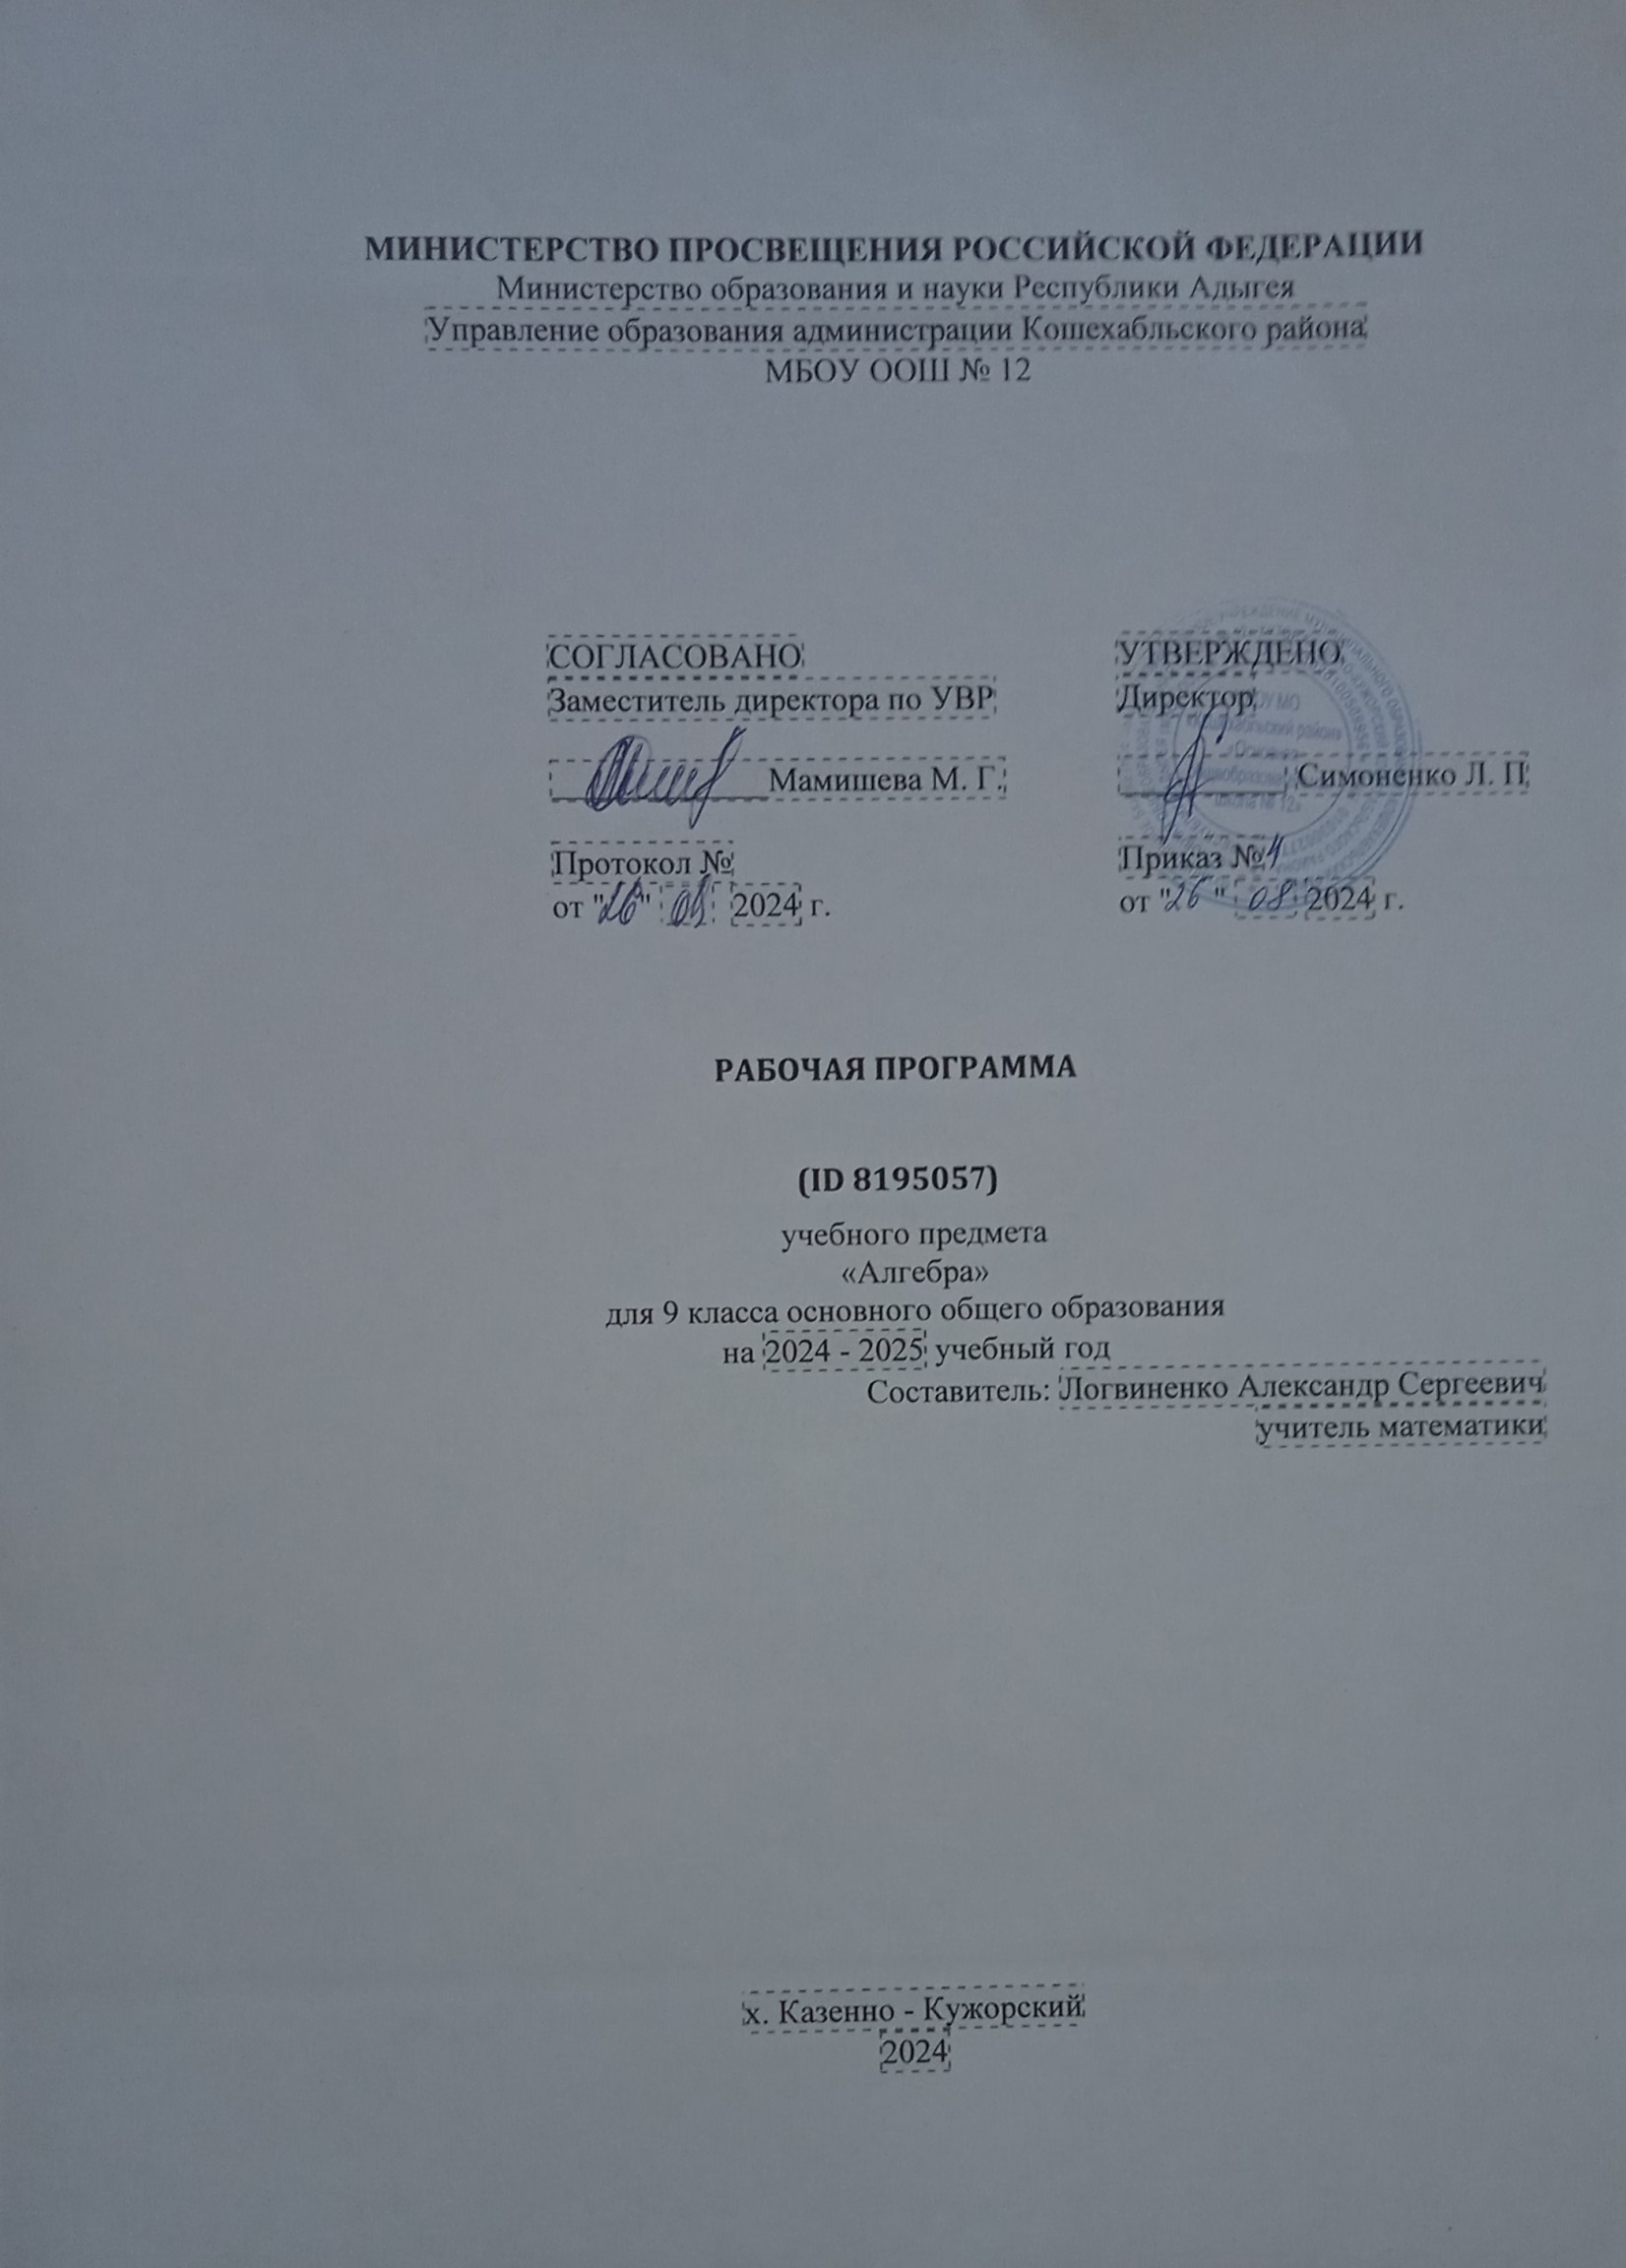 МИНИСТЕРСТВО ПРОСВЕЩЕНИЯ РОССИЙСКОЙ ФЕДЕРАЦИИ
Министерство образования и науки Республики Адыгея
Управление образования администрации Кошехабльского района
МБОУ ООШ № 12
СОГЛАСОВАНО
Заместитель директора по УВР
Мамишева М. Г.
Протокол №
от "26" 08 2024 г.
УТВЕРЖДЕНО
Директор
Симоненко Л. П
Приказ №1
от "26" 08 2024 г.
РАБОЧАЯ ПРОГРАММА
(ID 8195057)
учебного предмета
«Алгебра»
для 9 класса основного общего образования
на 2024 - 2025 учебный год
Составитель: Логвиненко Александр Сергеевич
учитель математики
х. Казенно - Кужорский
2024